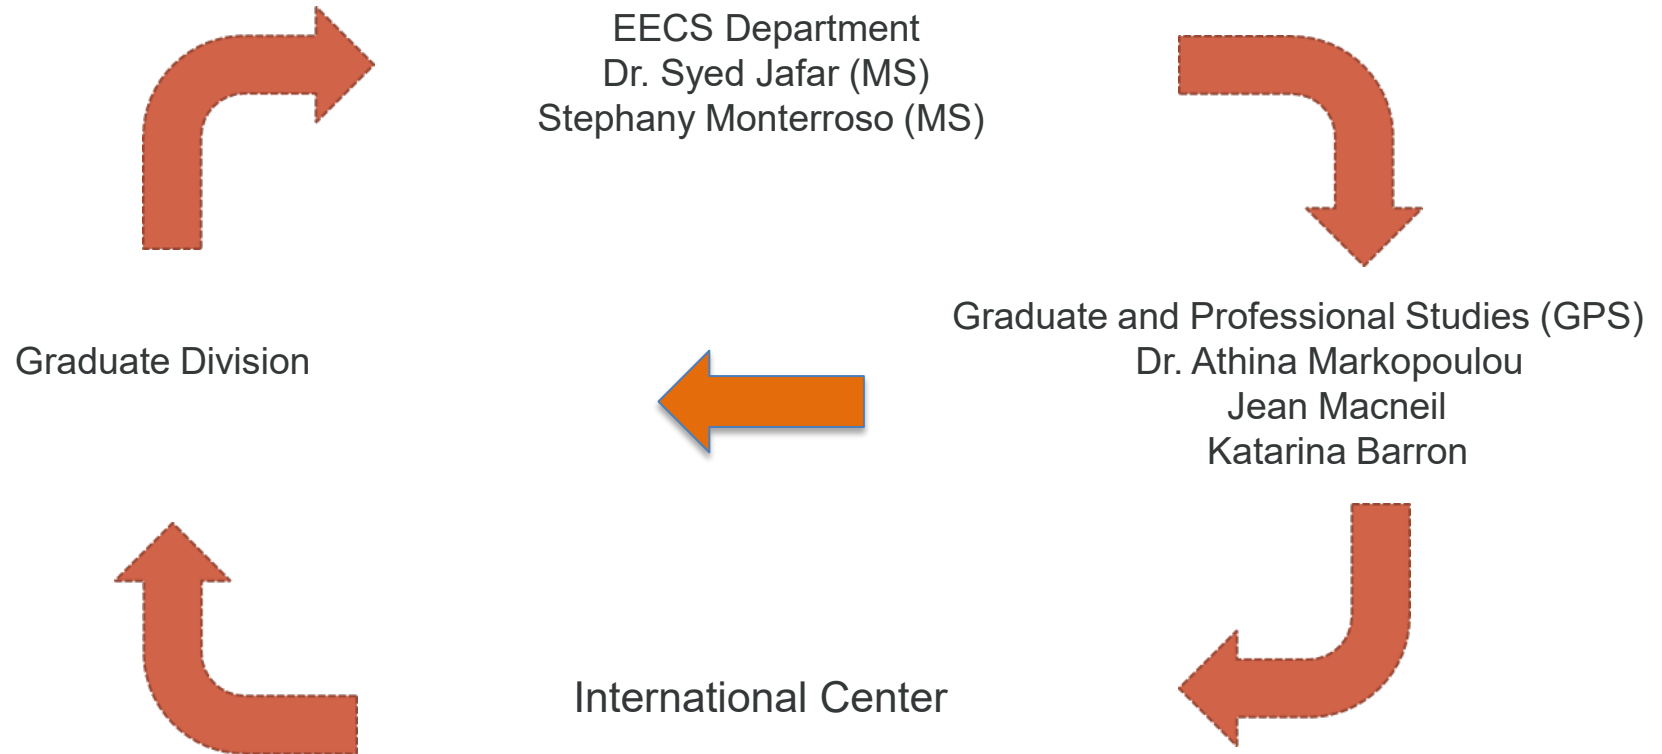 EECS Department
Dr. Syed Jafar (MS)
Stephany Monterroso (MS)
Graduate and Professional Studies (GPS)
Dr. Athina Markopoulou
Jean Macneil
Katarina Barron
Graduate Division
International Center